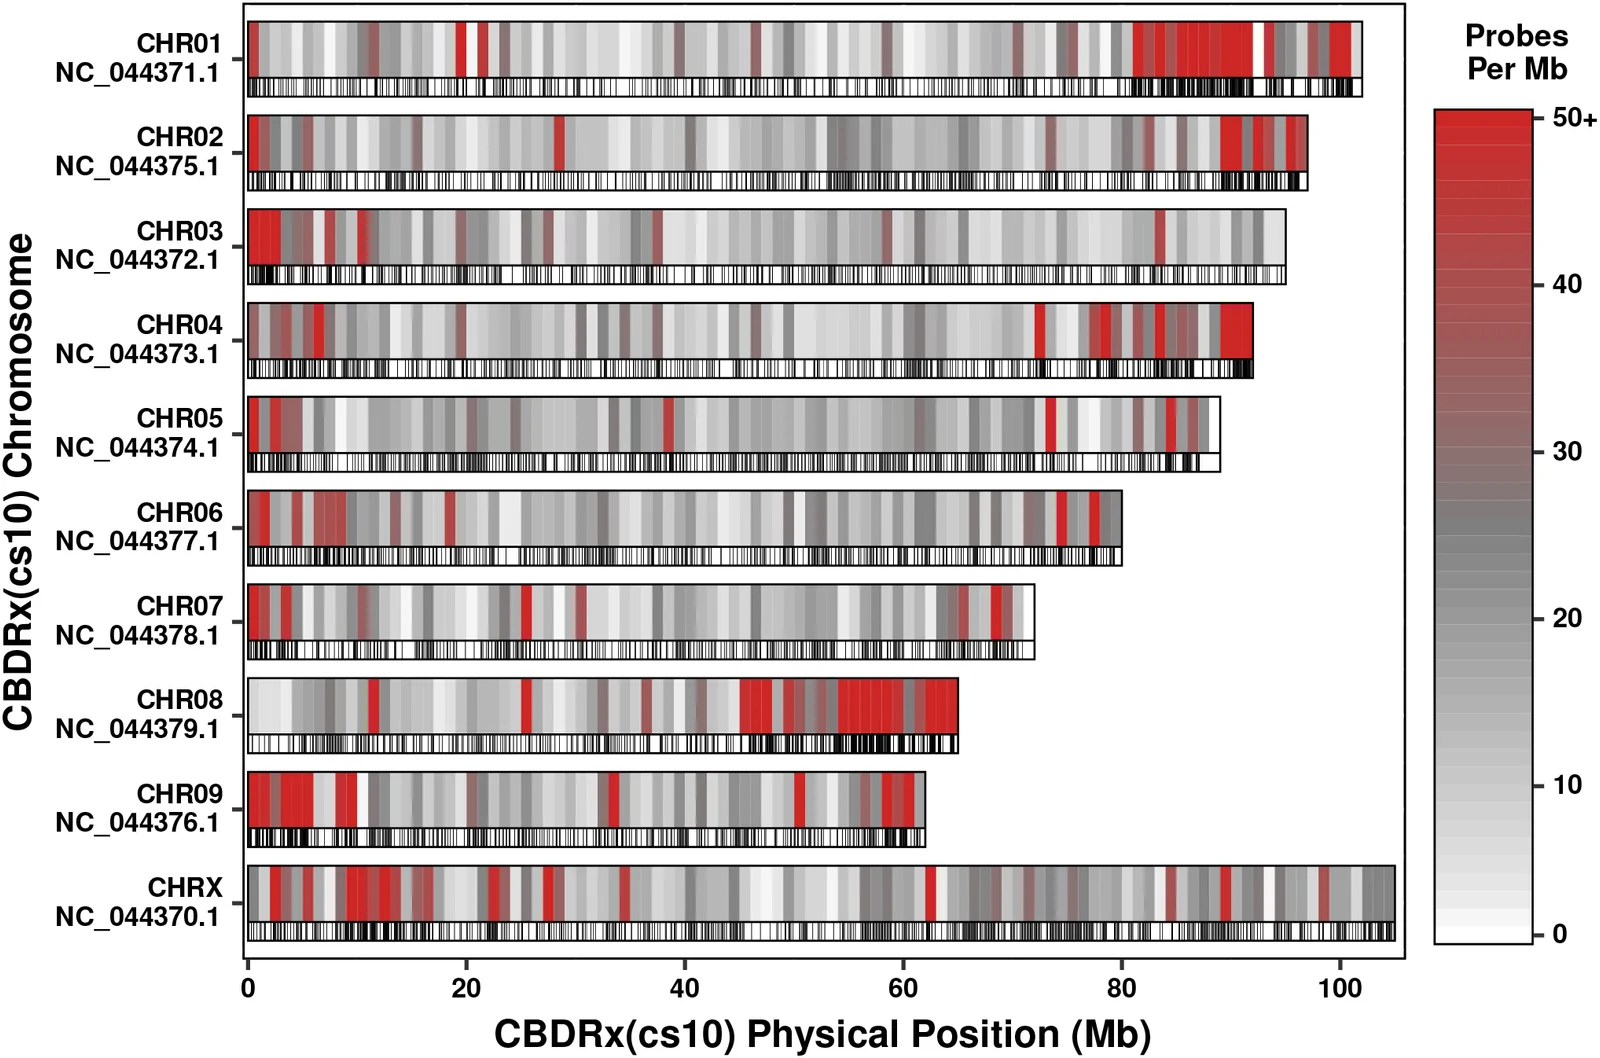 CBDRx(cs10) Chromosome
CHR01
NC_044371.1
CHR02
NC_044375.1
CHR03
NC_044372.1
CHR04
NC_044373.1
CHR05
NC_044374.1
CHR06
NC_044377.1
CHR07
NC_044378.1
CHR08
NC_044379.1
CHR09
NC_044376.1
CHRX
NC_044370.1
0 20 40 60 80 100
CBDRx(cs10) Physical Position (Mb)
Probes
Per Mb
50+
40
30
20
10
0